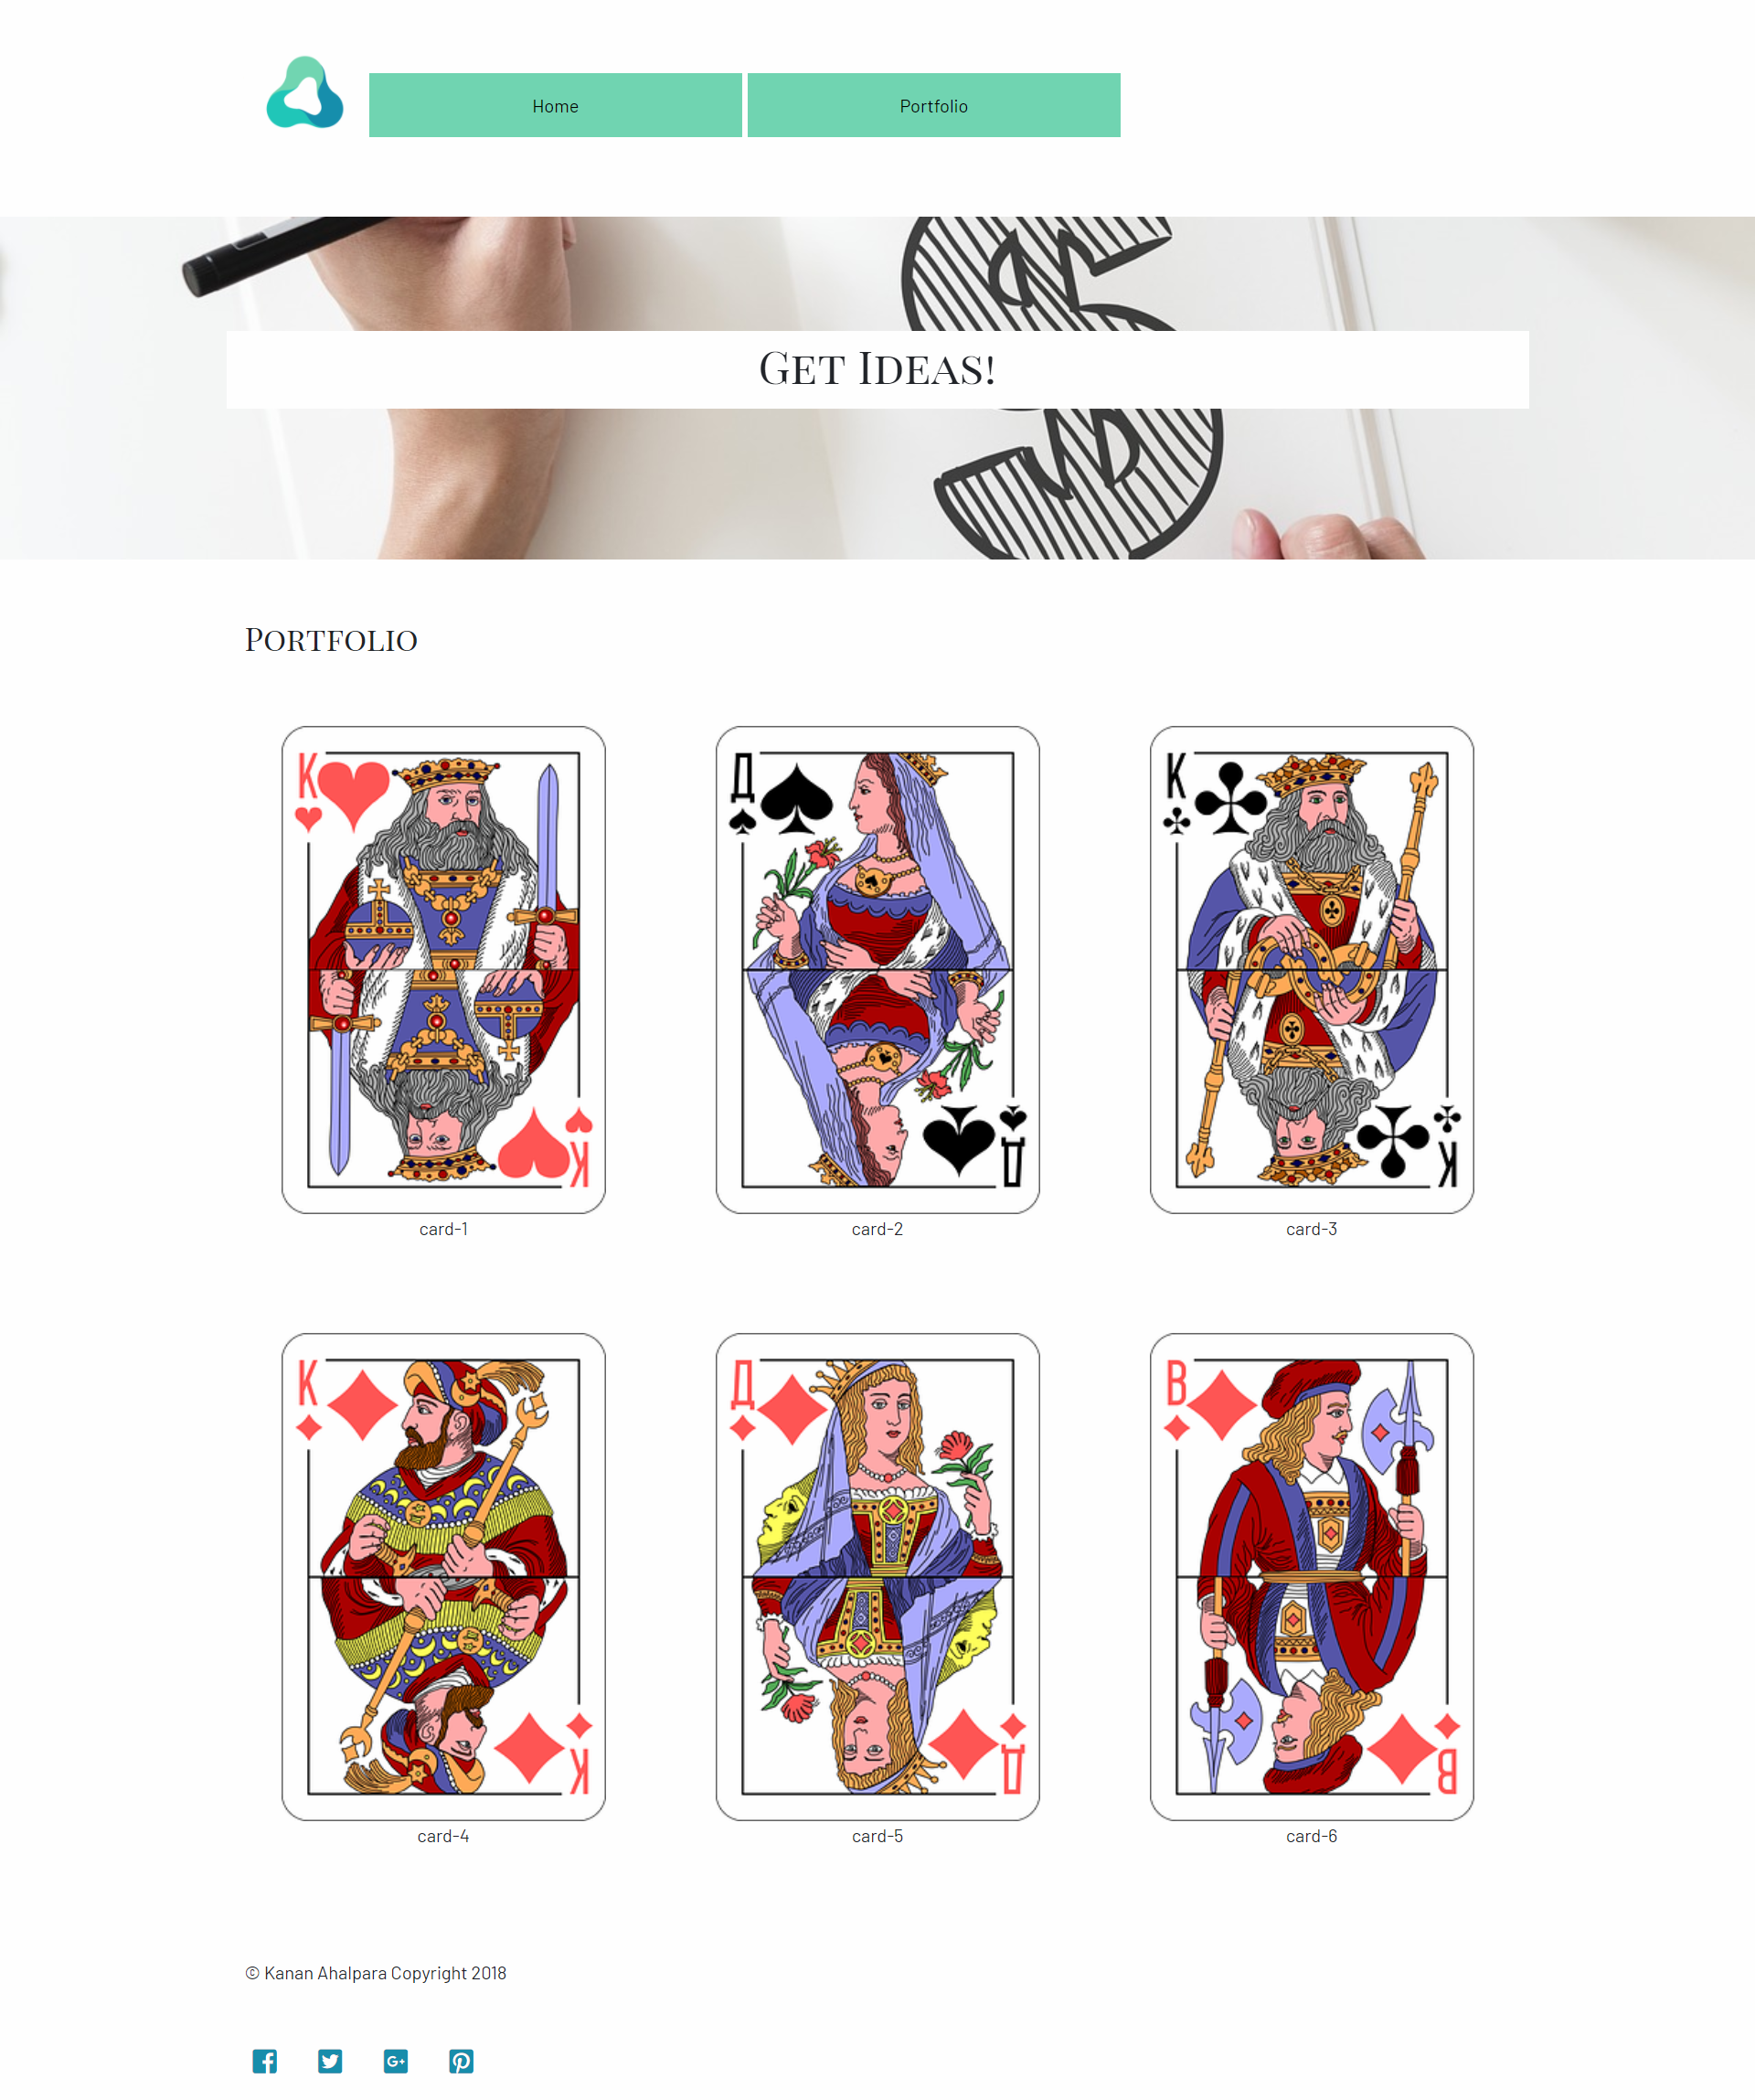 Home
Portfolio
Get Ideas!
Portfolio
К
К
Д
Д
К
К
card-1
card-2
card-3
К
К
Д
Д
В
В
card-4
card-5
card-6
© Kanan Ahalpara Copyright 2018
G+